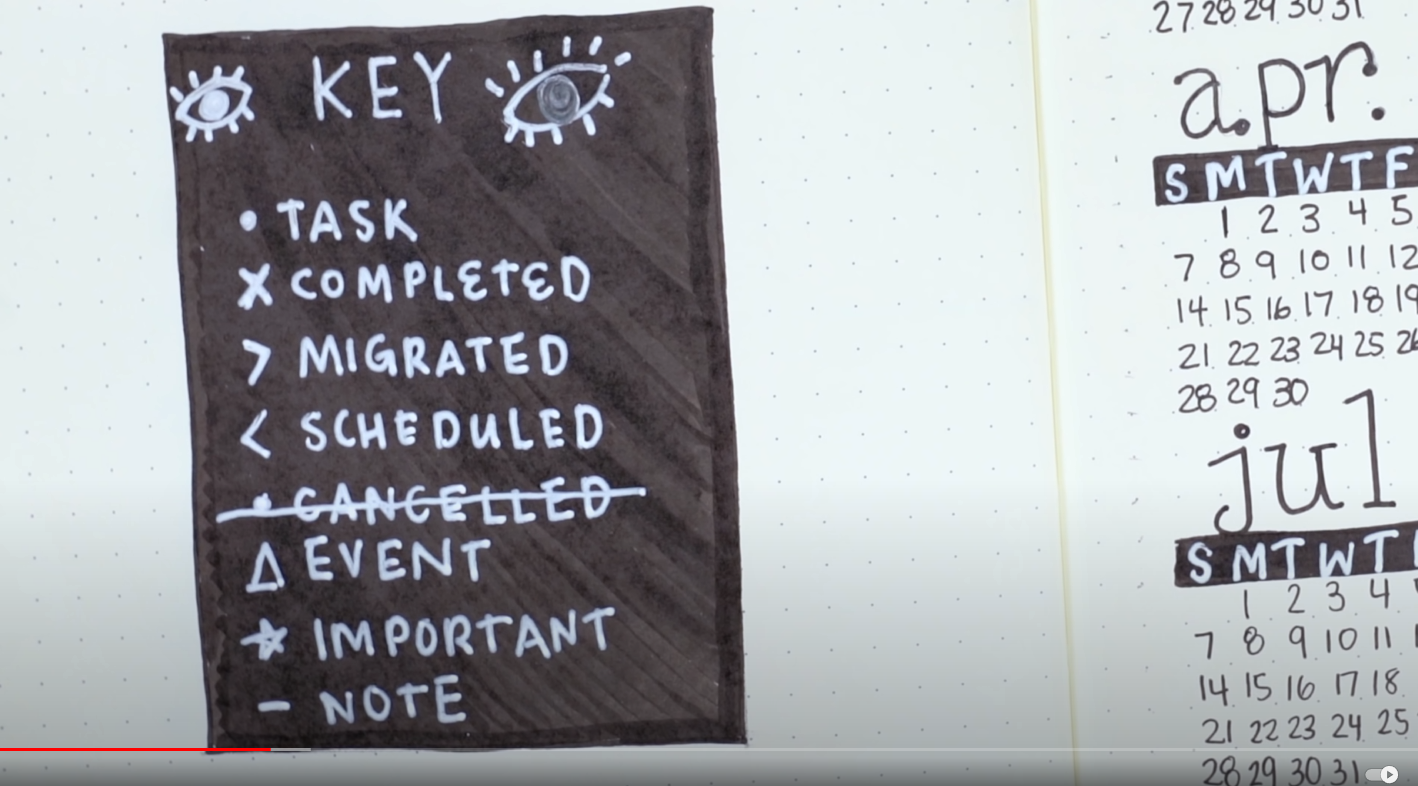 KEY
• TASK
X COMPLETED
> MIGRATED
< SCHEDULED
• CANCELLED
Δ EVENT
☆ IMPORTANT
– NOTE
27 28 29 30 31
apr.
S M T W T F
1 2 3 4 5
7 8 9 10 11 12
14 15 16 17 18 19
21 22 23 24 25 26
28 29 30
jul
S M T W T
1 2 3 4
7 8 9 10 11
14 15 16 17 18
21 22 23 24 25
28 29 30 31